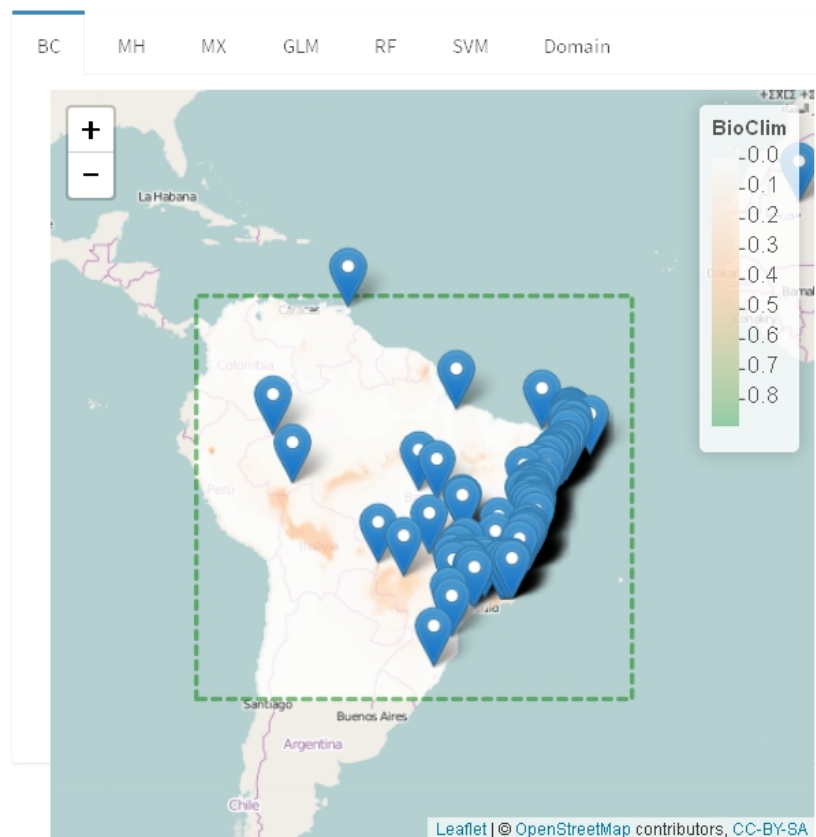 BC MH MX GLM RF SVM Domain
+
−
La Habana
BioClim
0.0
0.1
0.2
0.3
0.4
0.5
0.6
0.7
0.8
Colombia
Perú
Santiago
Buenos Aires
Argentina
Chile
Leaflet | © OpenStreetMap contributors, CC-BY-SA